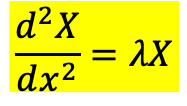 d²X/dx² = λX